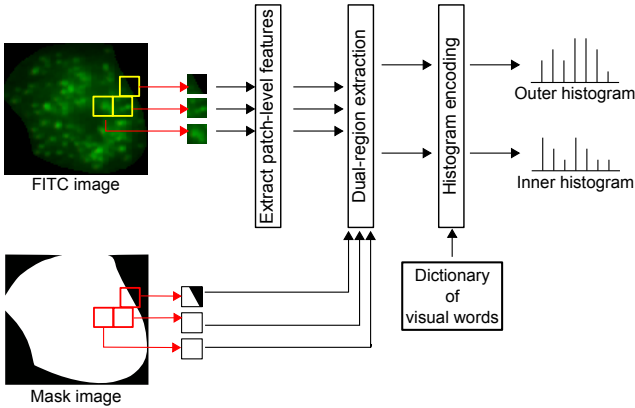 FITC image
Extract patch-level features
Dual-region extraction
Histogram encoding
Outer histogram
Inner histogram
Dictionary
of
visual words
Mask image